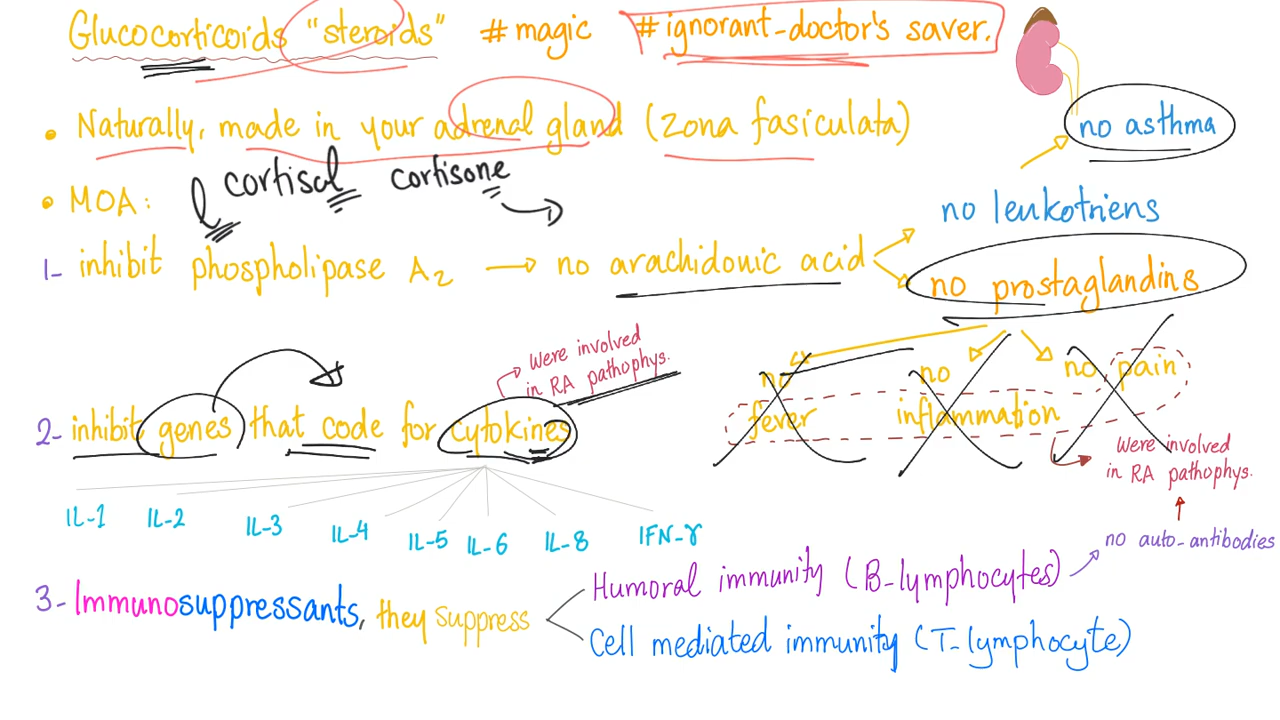 Glucocorticoids "steroids" #magic #ignorant-doctor's saver.
• Naturally, made in your adrenal gland (zona fasiculata)
no asthma
• MOA:
l cortisol cortisone
no leukotriens
1- inhibit phospholipase A2 → no arachidonic acid
no prostaglandins
Were involved
in RA pathophys.
no fever
no inflammation
no pain
2- inhibit genes that code for cytokines
Were involved
in RA pathophys.
IL-1 IL-2 IL-3 IL-4 IL-5 IL-6 IL-8 IFN-γ
no auto-antibodies
Humoral immunity (B-lymphocytes)
3- Immunosuppressants, they suppress
Cell mediated immunity (T-lymphocyte)